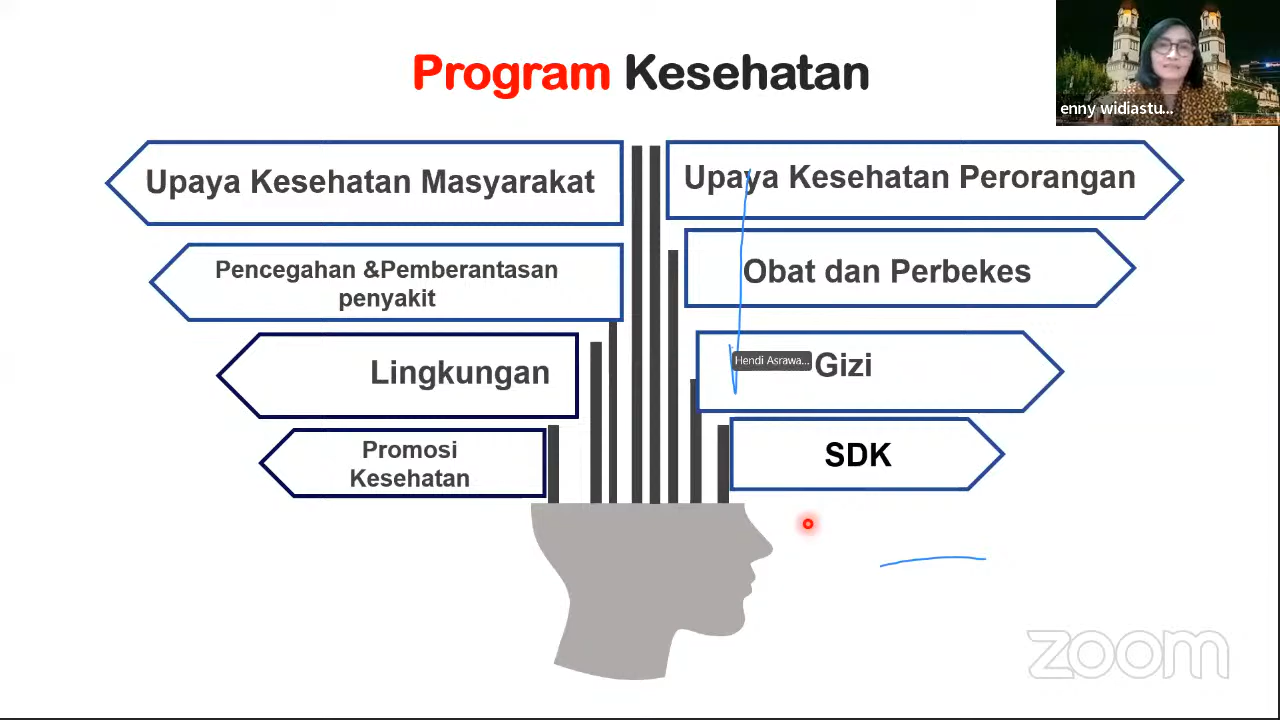 Program Kesehatan
enny widiastu...
Upaya Kesehatan Masyarakat
Upaya Kesehatan Perorangan
Pencegahan &Pemberantasan
penyakit
Obat dan Perbekes
Lingkungan
Hendi Asrawa...
Gizi
Promosi
Kesehatan
SDK
zoom